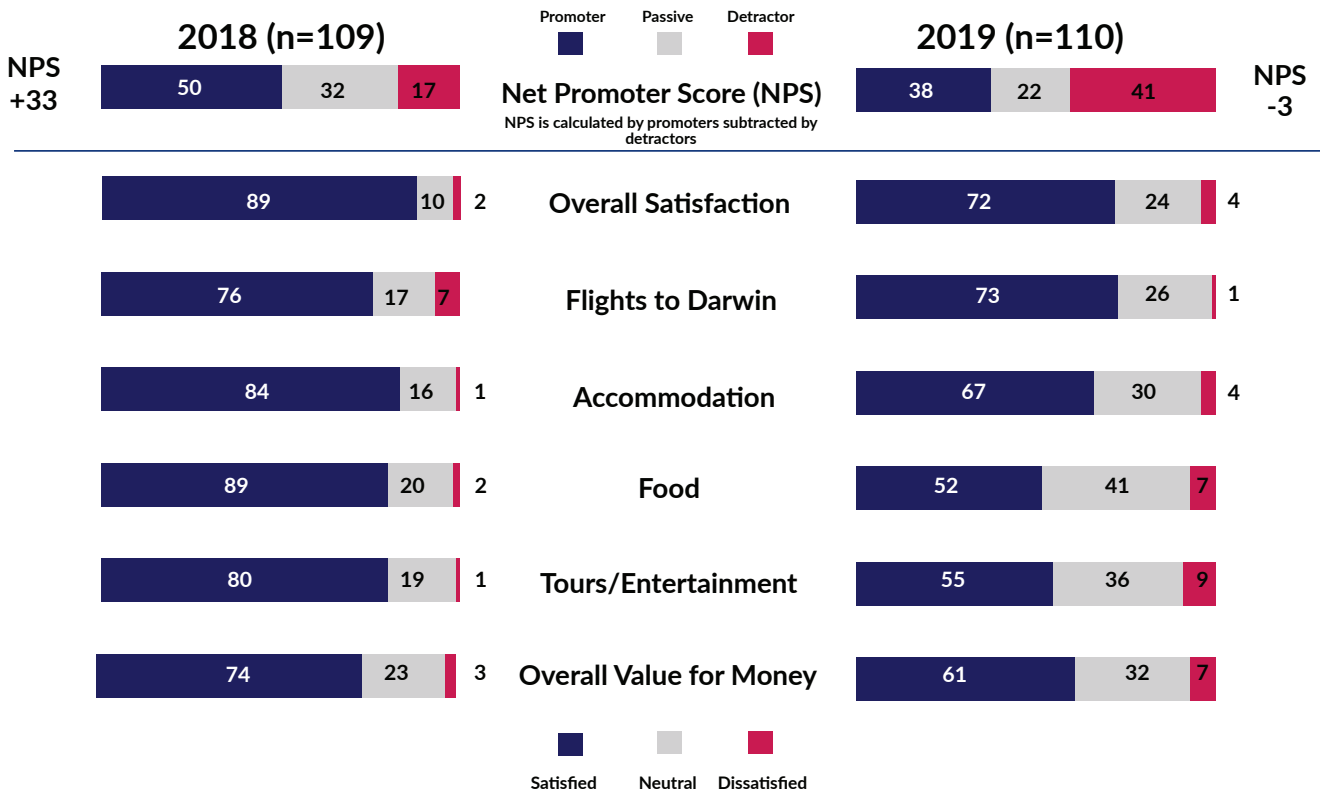 2018 (n=109)
Promoter Passive Detractor
2019 (n=110)
NPS
+33
50 32 17
Net Promoter Score (NPS)
NPS is calculated by promoters subtracted by
detractors
38 22 41
NPS
-3
89 10 2 Overall Satisfaction 72 24 4
76 17 7 Flights to Darwin 73 26 1
84 16 1 Accommodation 67 30 4
89 20 2 Food 52 41 7
80 19 1 Tours/Entertainment 55 36 9
74 23 3 Overall Value for Money 61 32 7
Satisfied Neutral Dissatisfied